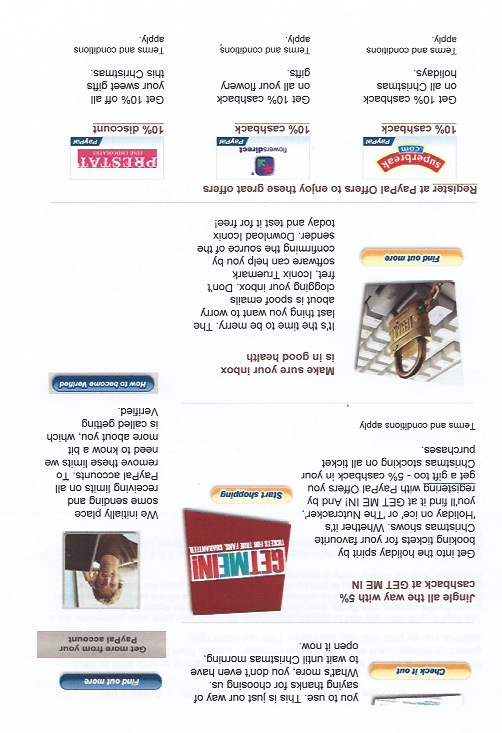 you to use. This is just our way of
saying thanks for choosing us.
What's more, you don't even have
to wait until Christmas morning,
open it now.
Check it out
Find out more
Get more from your
PayPal account
Jingle all the way with 5%
cashback at GET ME IN
Get into the holiday spirit by
booking tickets for your favourite
Christmas shows. Whether it's
'Holiday on ice' or 'The Nutcracker',
you'll find it at GET ME IN! And by
registering with PayPal Offers you
get a gift too - 5% cashback in your
Christmas stocking on all ticket
purchases.
Terms and conditions apply
GETMEIN!
TICKETS FOR TRUE FANS. GUARANTEED.
Start shopping
We initially place
some sending and
receiving limits on all
PayPal accounts. To
remove these limits we
need to know a bit
more about you, which
is called getting
Verified.
How to become Verified
Make sure your inbox
is in good health
It's the time to be merry. The
last thing you want to worry
about is spoof emails
clogging your inbox. Don't
fret, Iconix Truemark
software can help you by
confirming the source of the
sender. Download Iconix
today and test it for free!
Find out more
Register at PayPal Offers to enjoy these great offers
superbreak
.com
PayPal
10% cashback
Get 10% cashback
on all Christmas
holidays.
Terms and conditions
apply.
flowersdirect
PayPal
10% cashback
Get 10% cashback
on all your flowery
gifts.
Terms and conditions
apply.
PRESTAT
FINE CHOCOLATES
PayPal
10% discount
Get 10% off all
your sweet gifts
this Christmas.
Terms and conditions
apply.